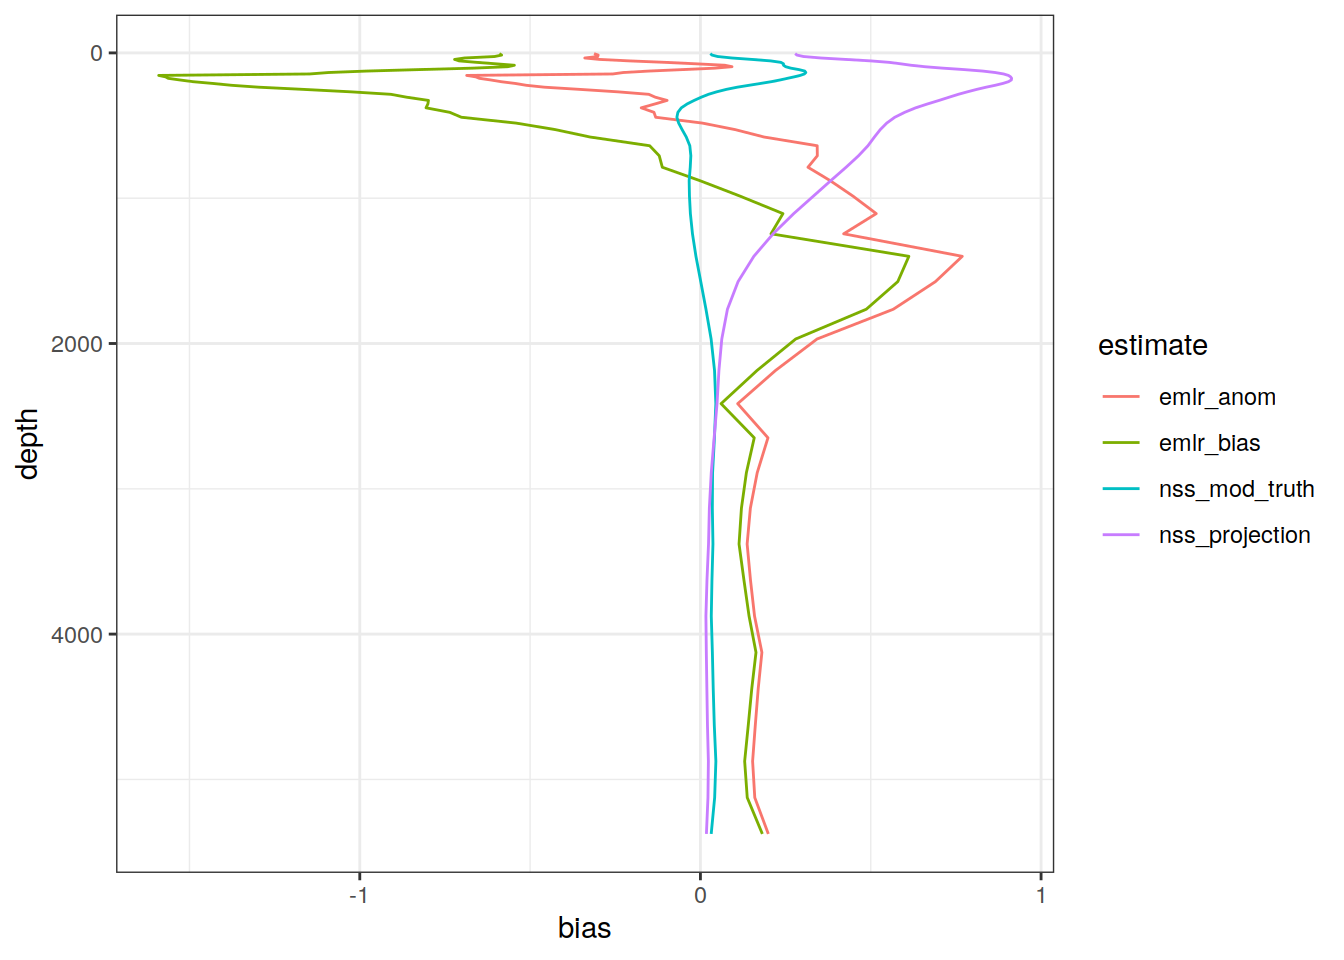 0
2000
4000
depth
-1
0
1
bias
estimate
emlr_anom
emlr_bias
nss_mod_truth
nss_projection